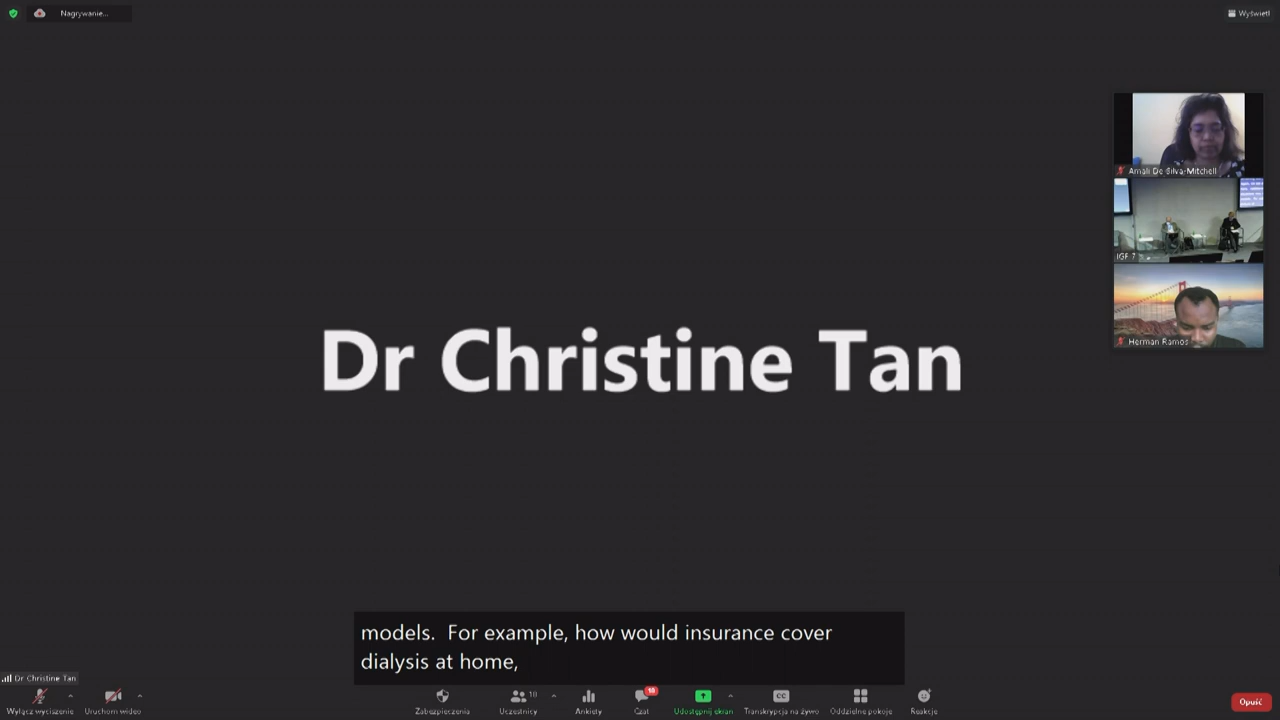 Nagrywanie...
Wyświetl
Amali De Silva-Mitchell
IGF 7
Herman Ramos
Dr Christine Tan
models.  For example, how would insurance cover
dialysis at home,
Dr Christine Tan
Wyłącz wyciszenie
Uruchom wideo
Zabezpieczenia
10
Uczestnicy
Ankiety
18
Czat
Udostępnij ekran
CC
Transkrypcja na żywo
Oddzielne pokoje
Reakcje
Opuść